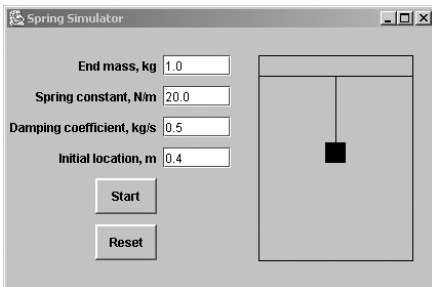 Spring Simulator
End mass, kg 1.0
Spring constant, N/m 20.0
Damping coefficient, kg/s 0.5
Initial location, m 0.4
Start
Reset